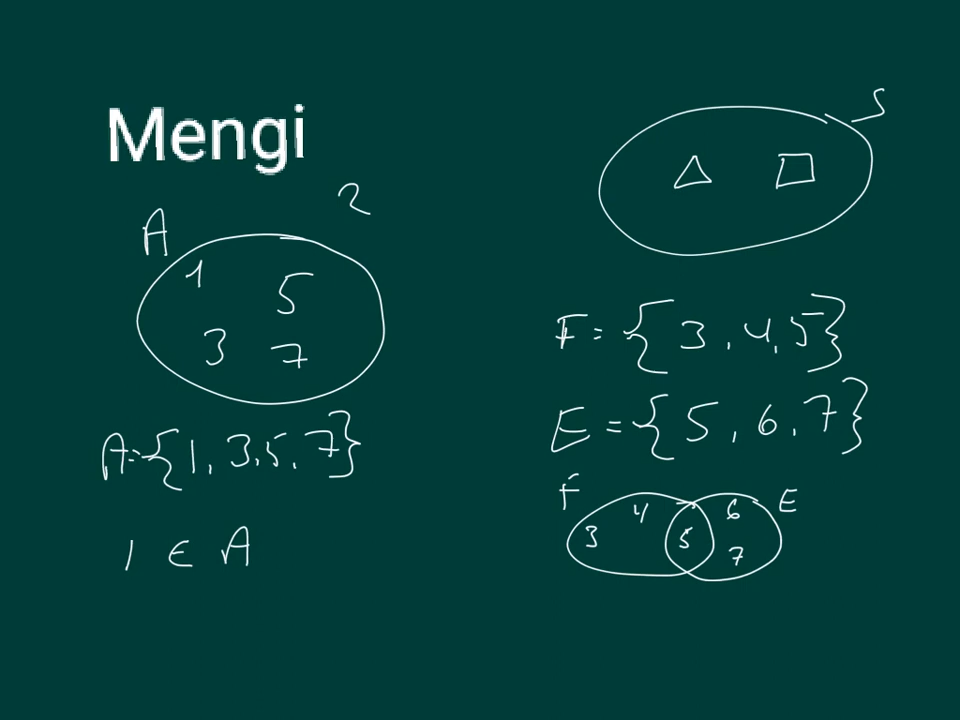 Mengi
2
A
1 5
3 7
A={1,3,5,7}
1 ∈ A
S
F={3,4,5}
E={5,6,7}
F E
4 6
3 5
7